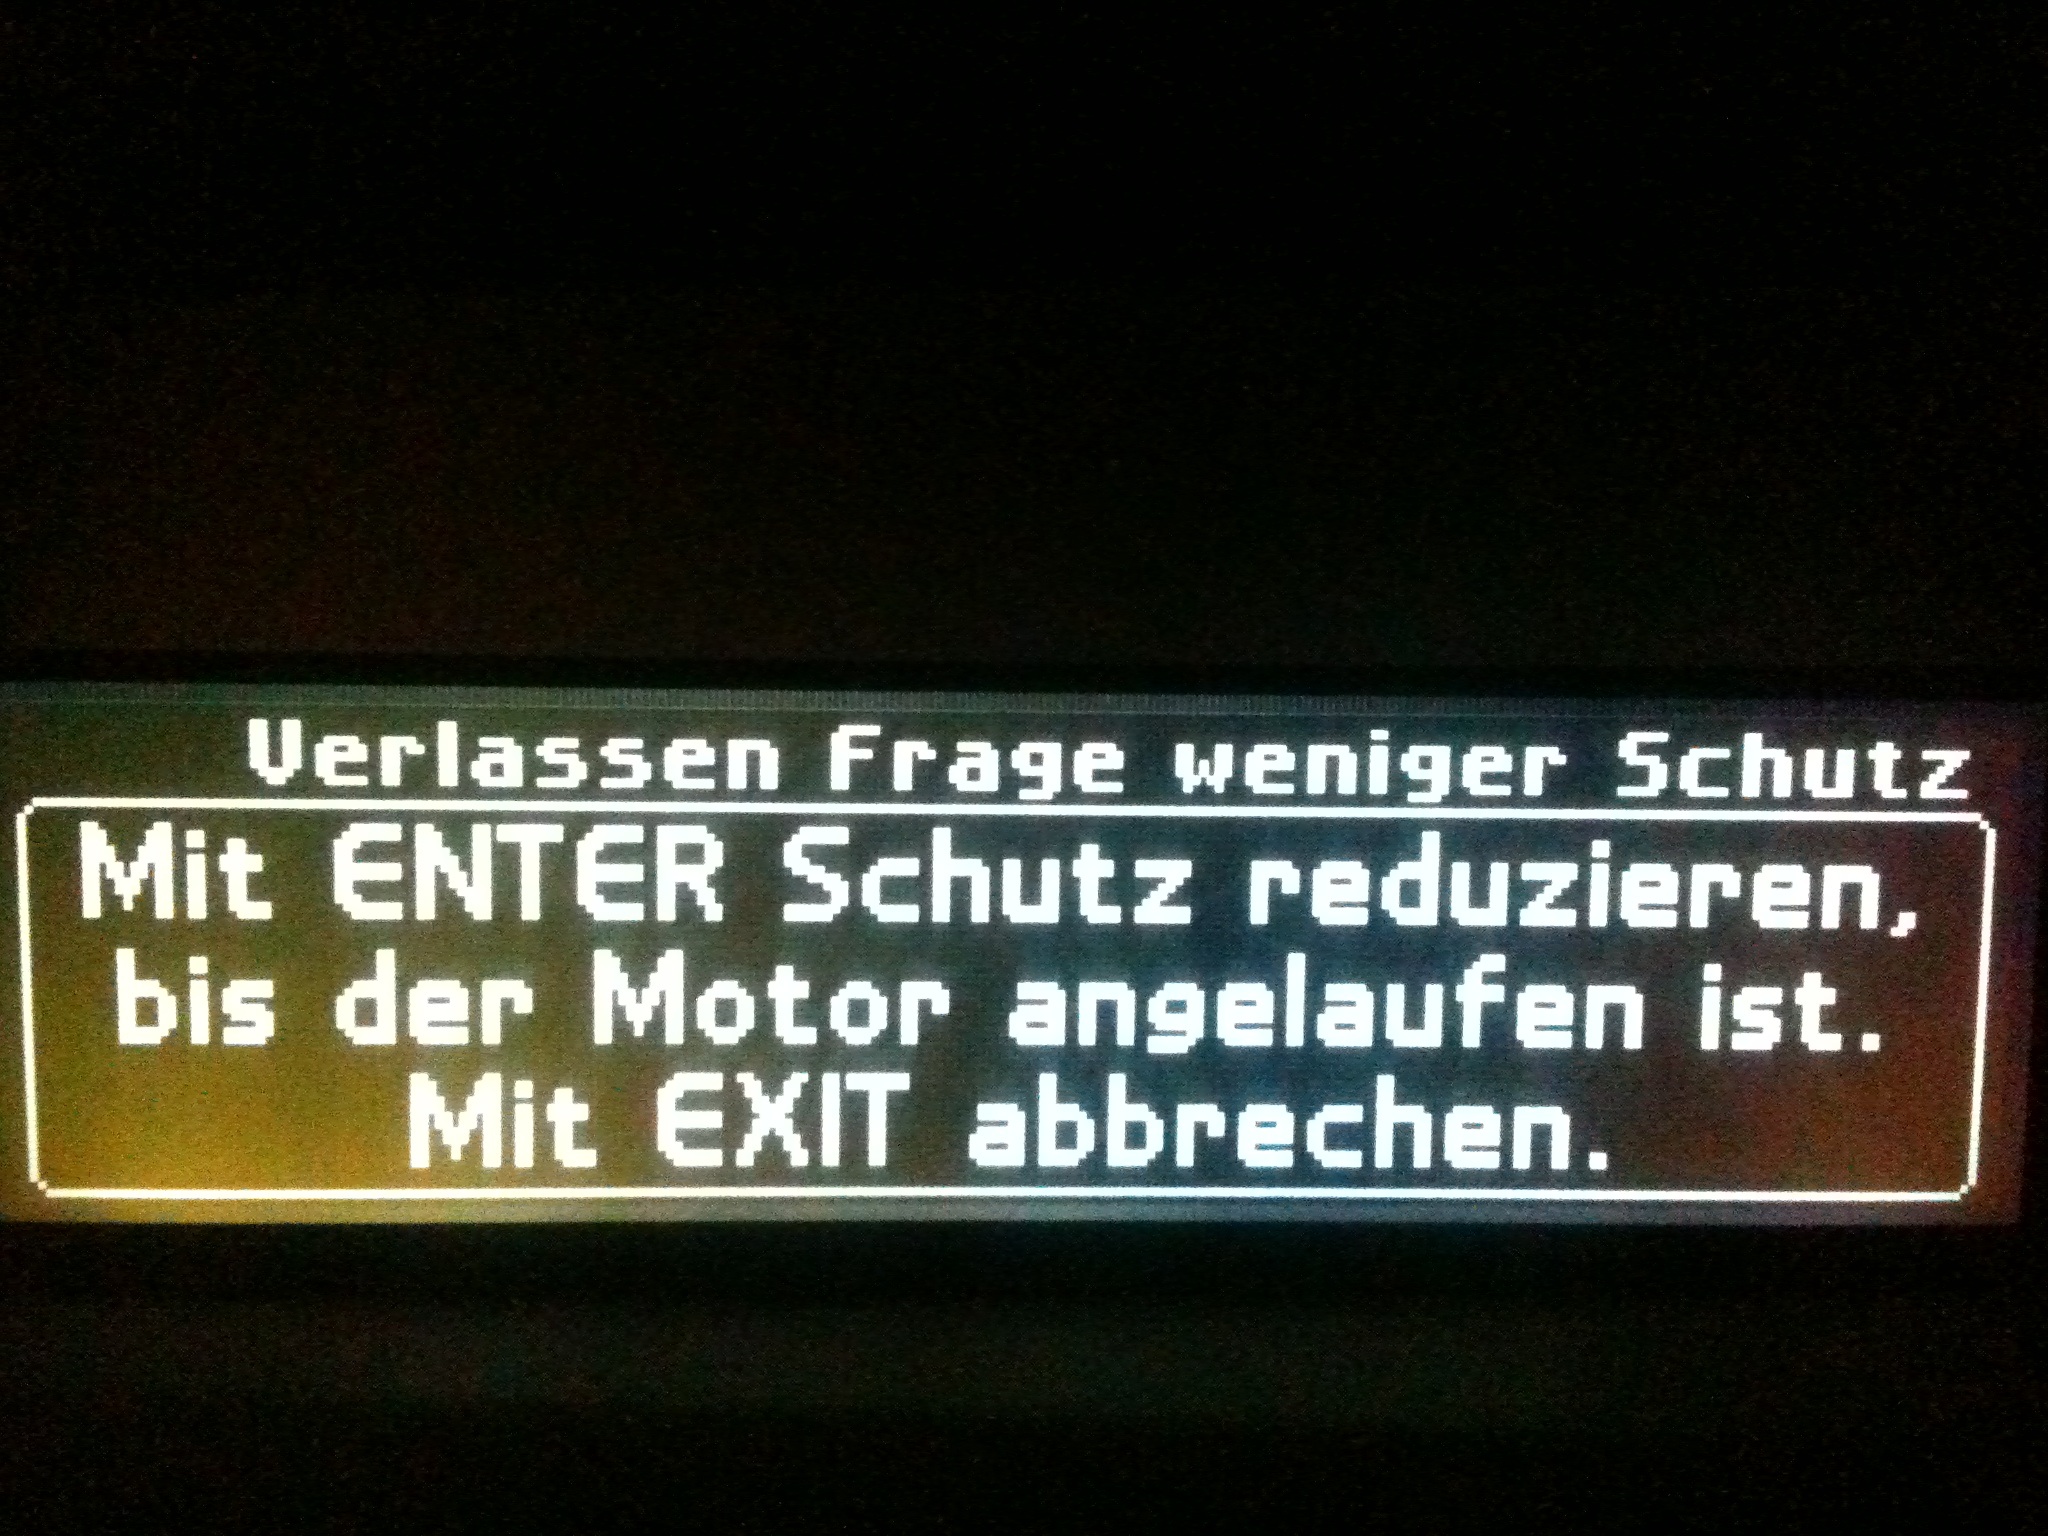 Verlassen Frage weniger Schutz
Mit ENTER Schutz reduzieren,
bis der Motor angelaufen ist.
Mit EXIT abbrechen.